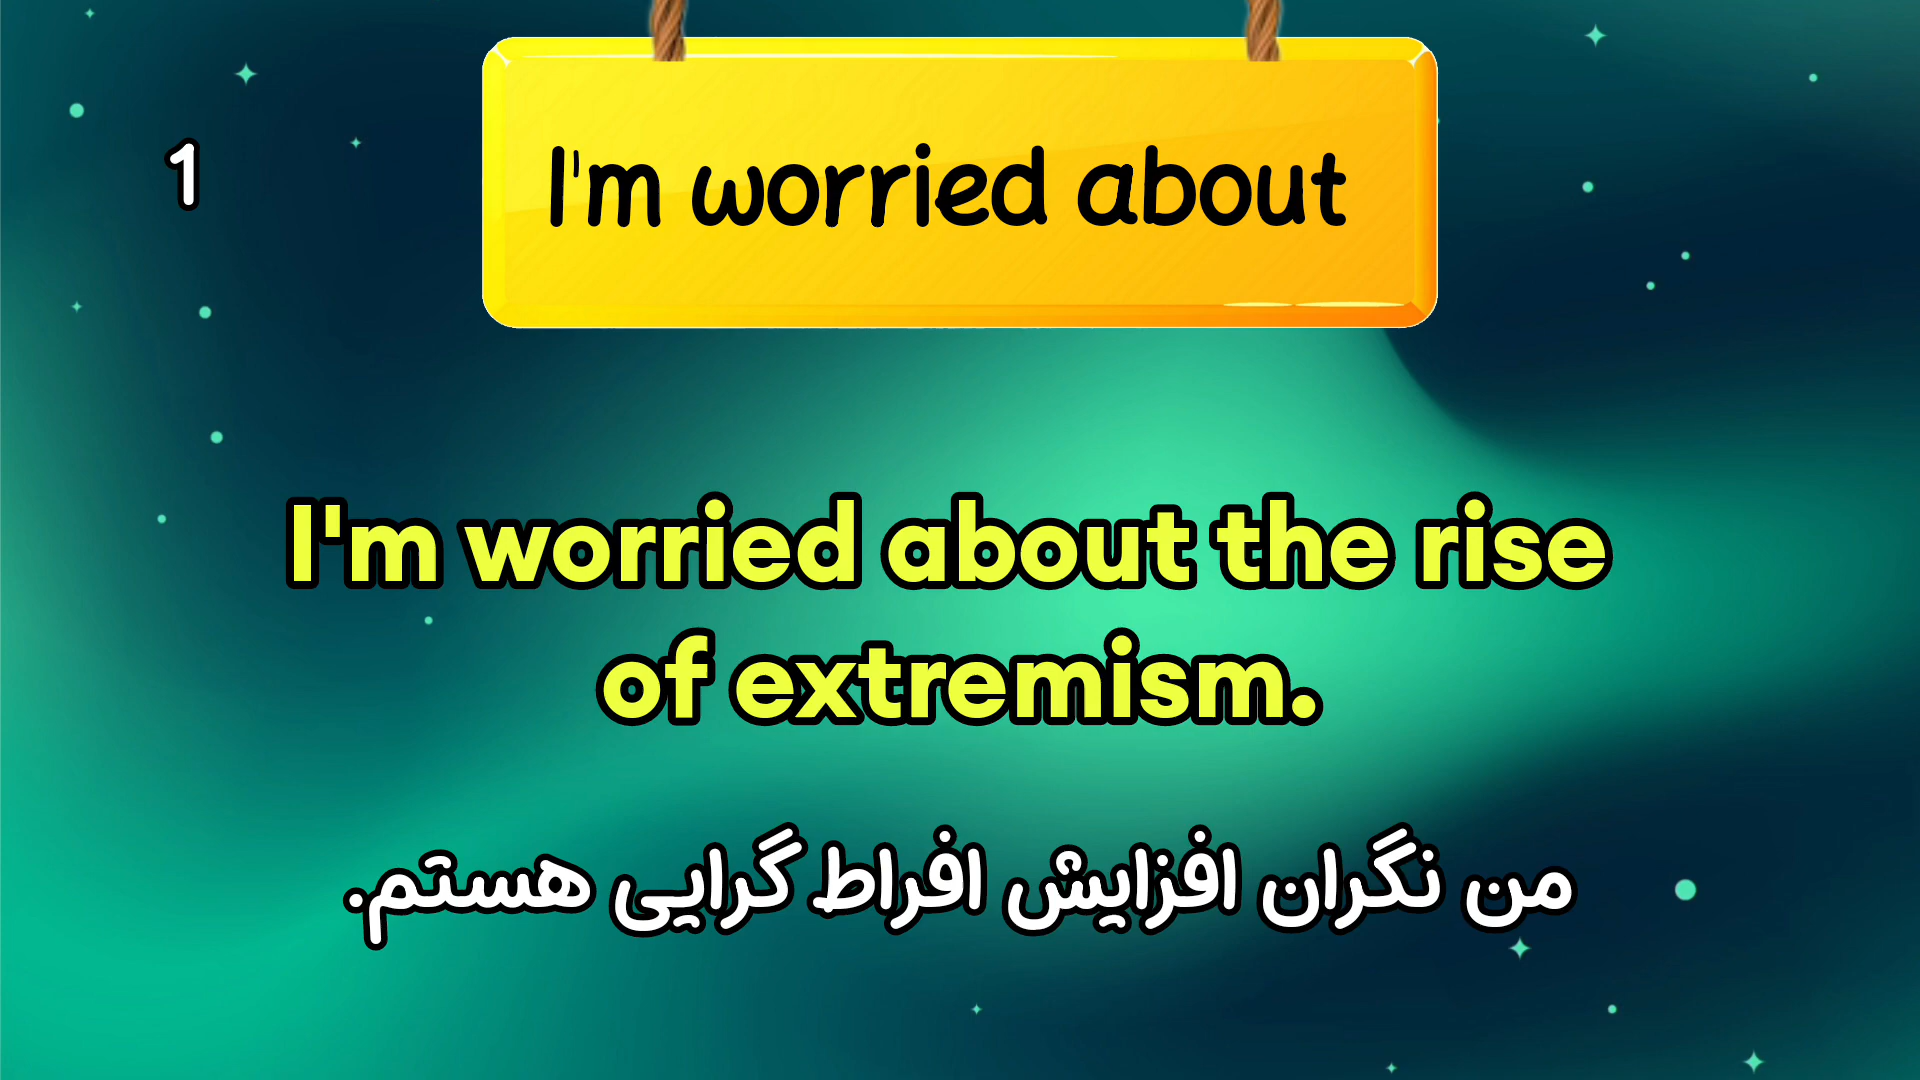 1
I'm worried about
I'm worried about the rise
of extremism.
من نگران افزایش افراط گرایی هستم.